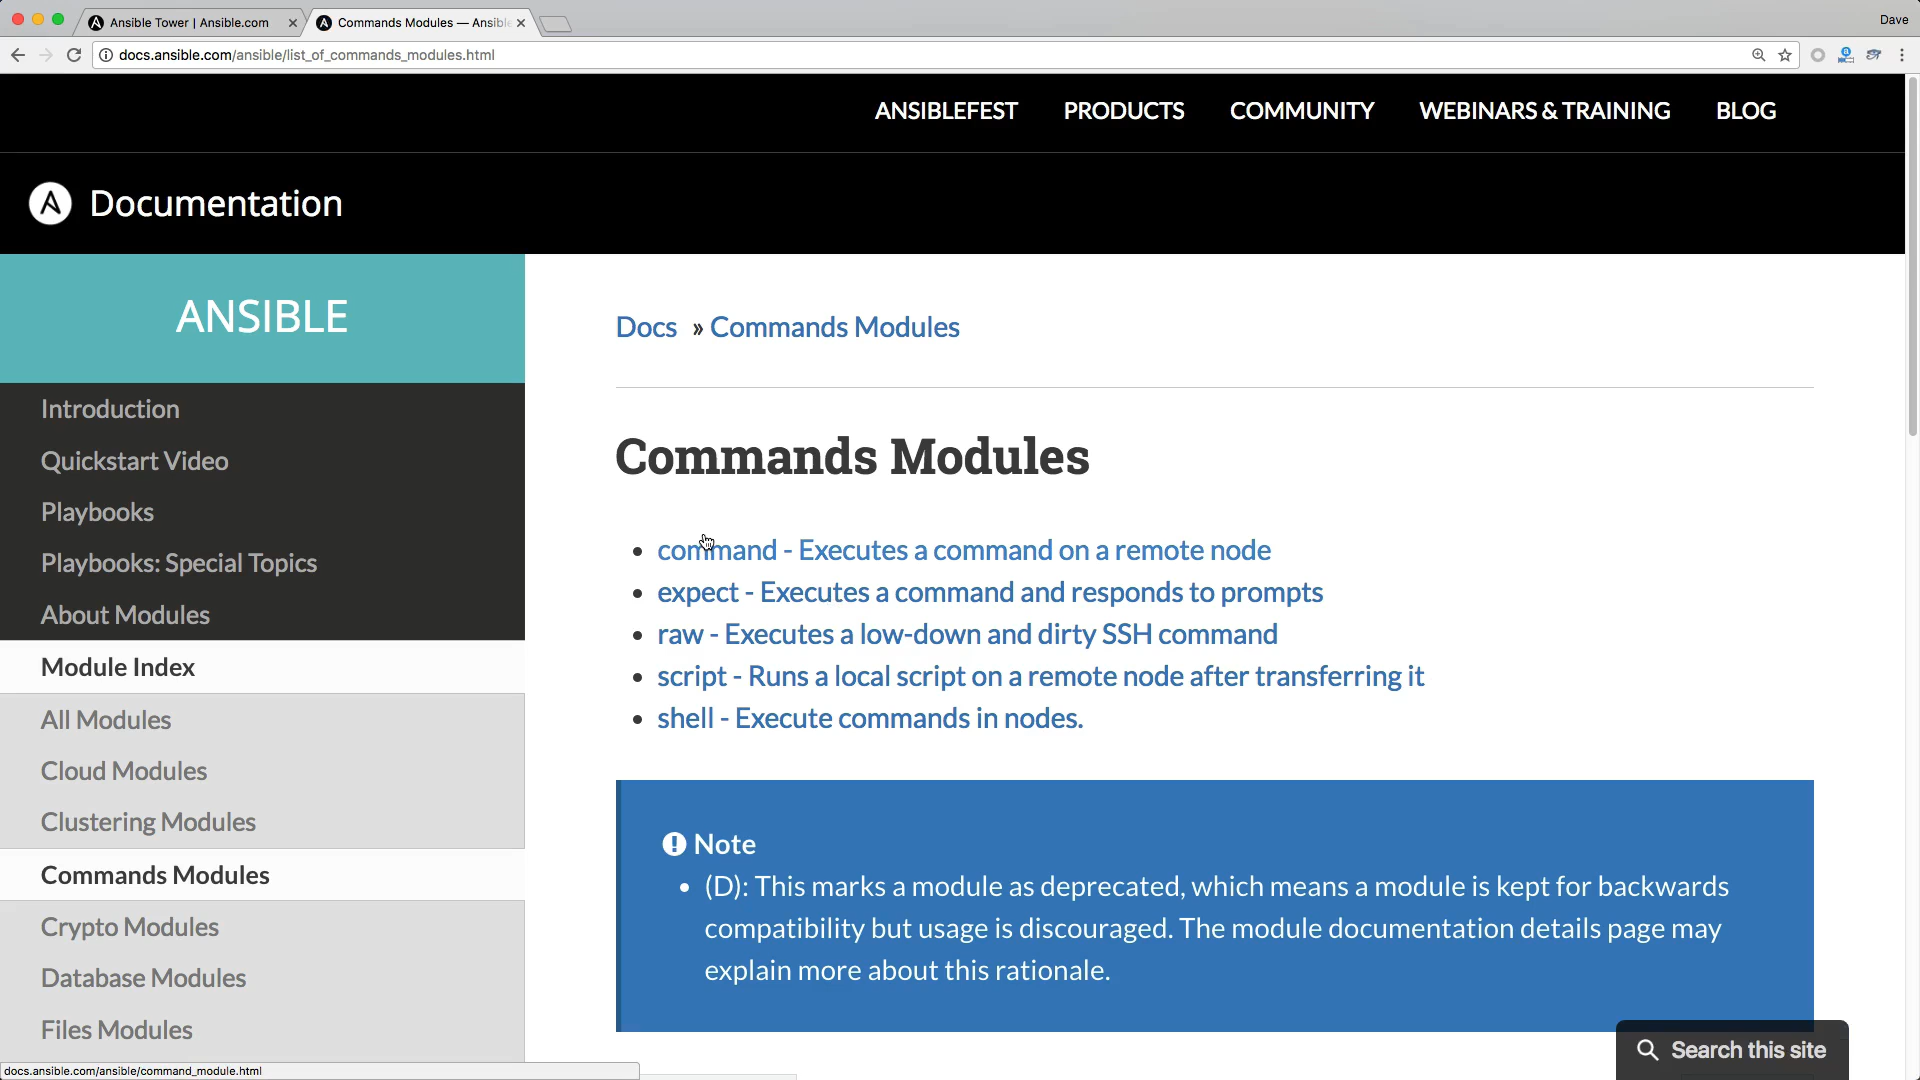 Ansible Tower | Ansible.com
Commands Modules — Ansible
Dave
docs.ansible.com/ansible/list_of_commands_modules.html
ANSIBLEFEST PRODUCTS COMMUNITY WEBINARS & TRAINING BLOG
Documentation
ANSIBLE
Introduction
Quickstart Video
Playbooks
Playbooks: Special Topics
About Modules
Module Index
All Modules
Cloud Modules
Clustering Modules
Commands Modules
Crypto Modules
Database Modules
Files Modules
Docs » Commands Modules
Commands Modules
command - Executes a command on a remote node
expect - Executes a command and responds to prompts
raw - Executes a low-down and dirty SSH command
script - Runs a local script on a remote node after transferring it
shell - Execute commands in nodes.
Note
(D): This marks a module as deprecated, which means a module is kept for backwards
compatibility but usage is discouraged. The module documentation details page may
explain more about this rationale.
Search this site
docs.ansible.com/ansible/command_module.html